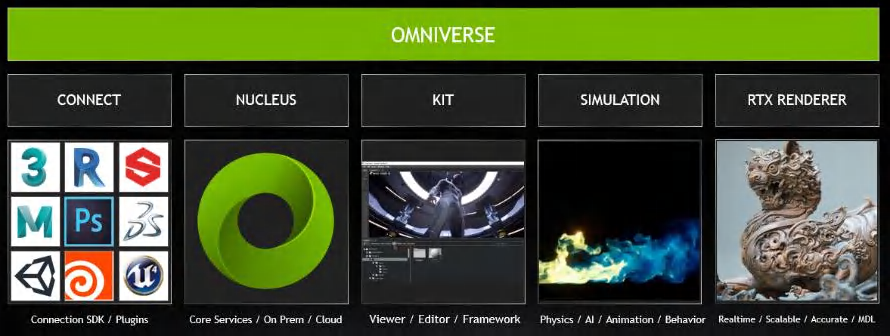 OMNIVERSE
CONNECT
NUCLEUS
KIT
SIMULATION
RTX RENDERER
3 R S
M Ps
U 4
Connection SDK / Plugins
Core Services / On Prem / Cloud
Viewer / Editor / Framework
Physics / AI / Animation / Behavior
Realtime / Scalable / Accurate / MDL